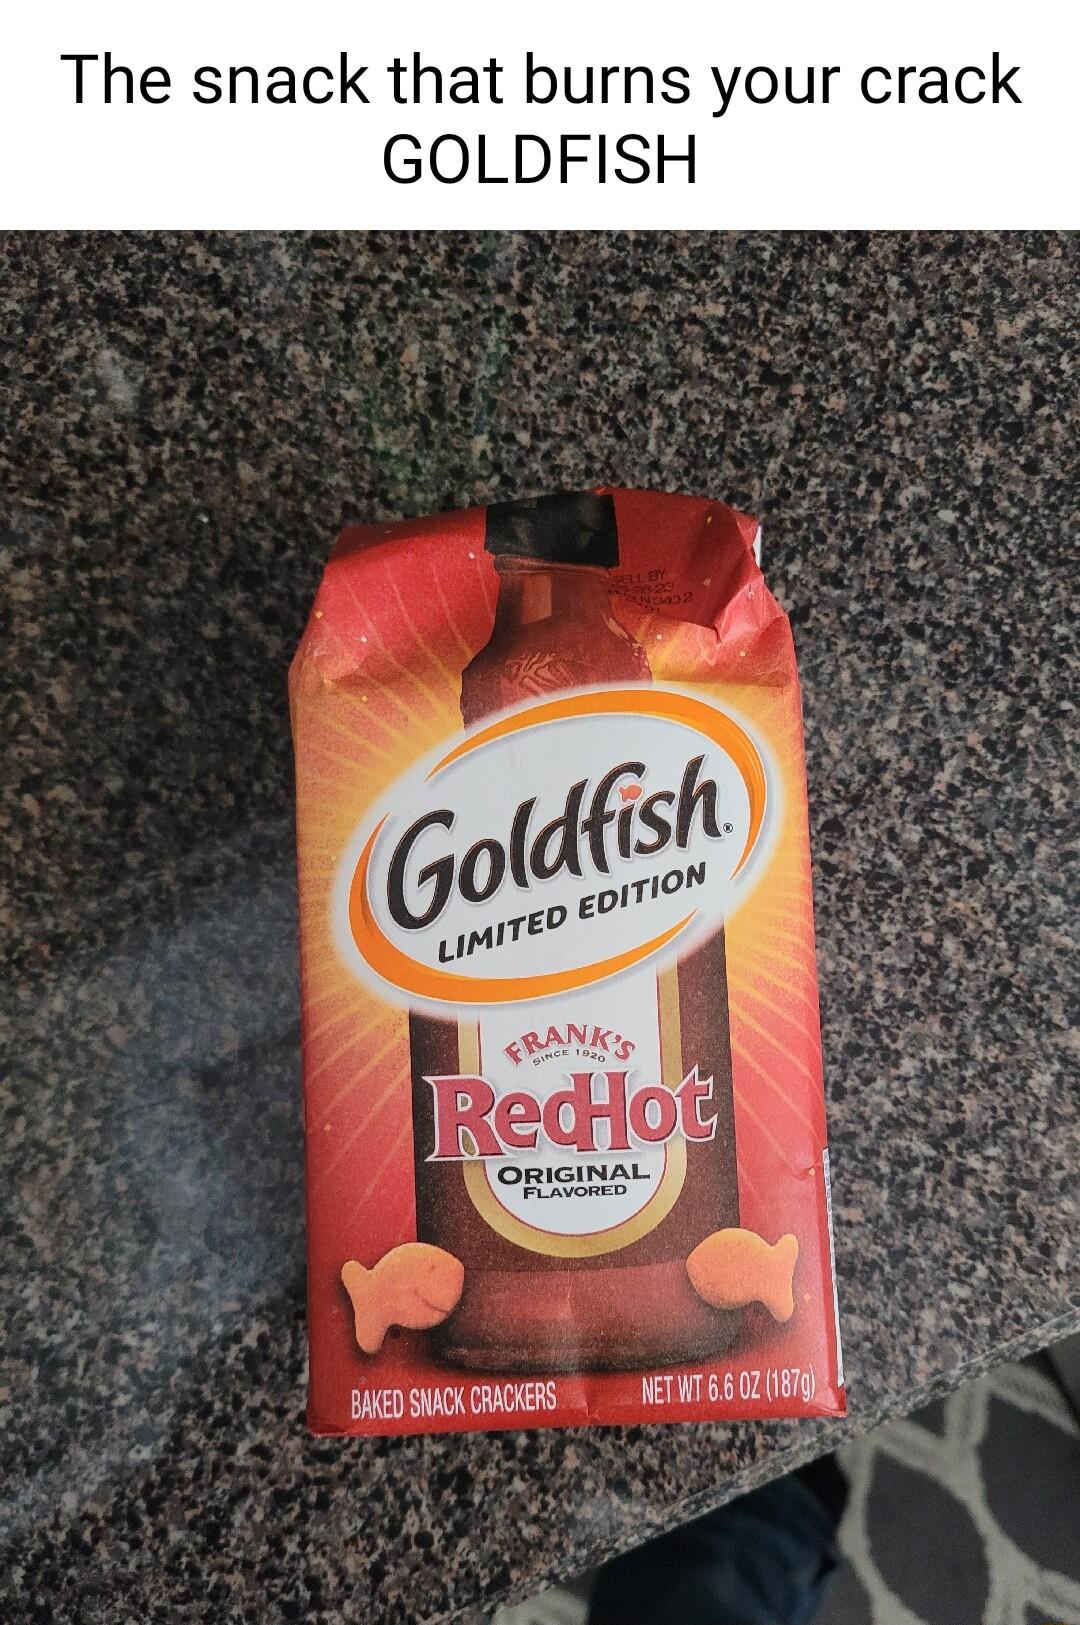 The snack that burns your crack
GOLDFISH
SELL BY
Goldfish®
LIMITED EDITION
FRANK'S
SINCE 1920
RedHot
ORIGINAL
FLAVORED
BAKED SNACK CRACKERS
NET WT 6.6 OZ (187g)